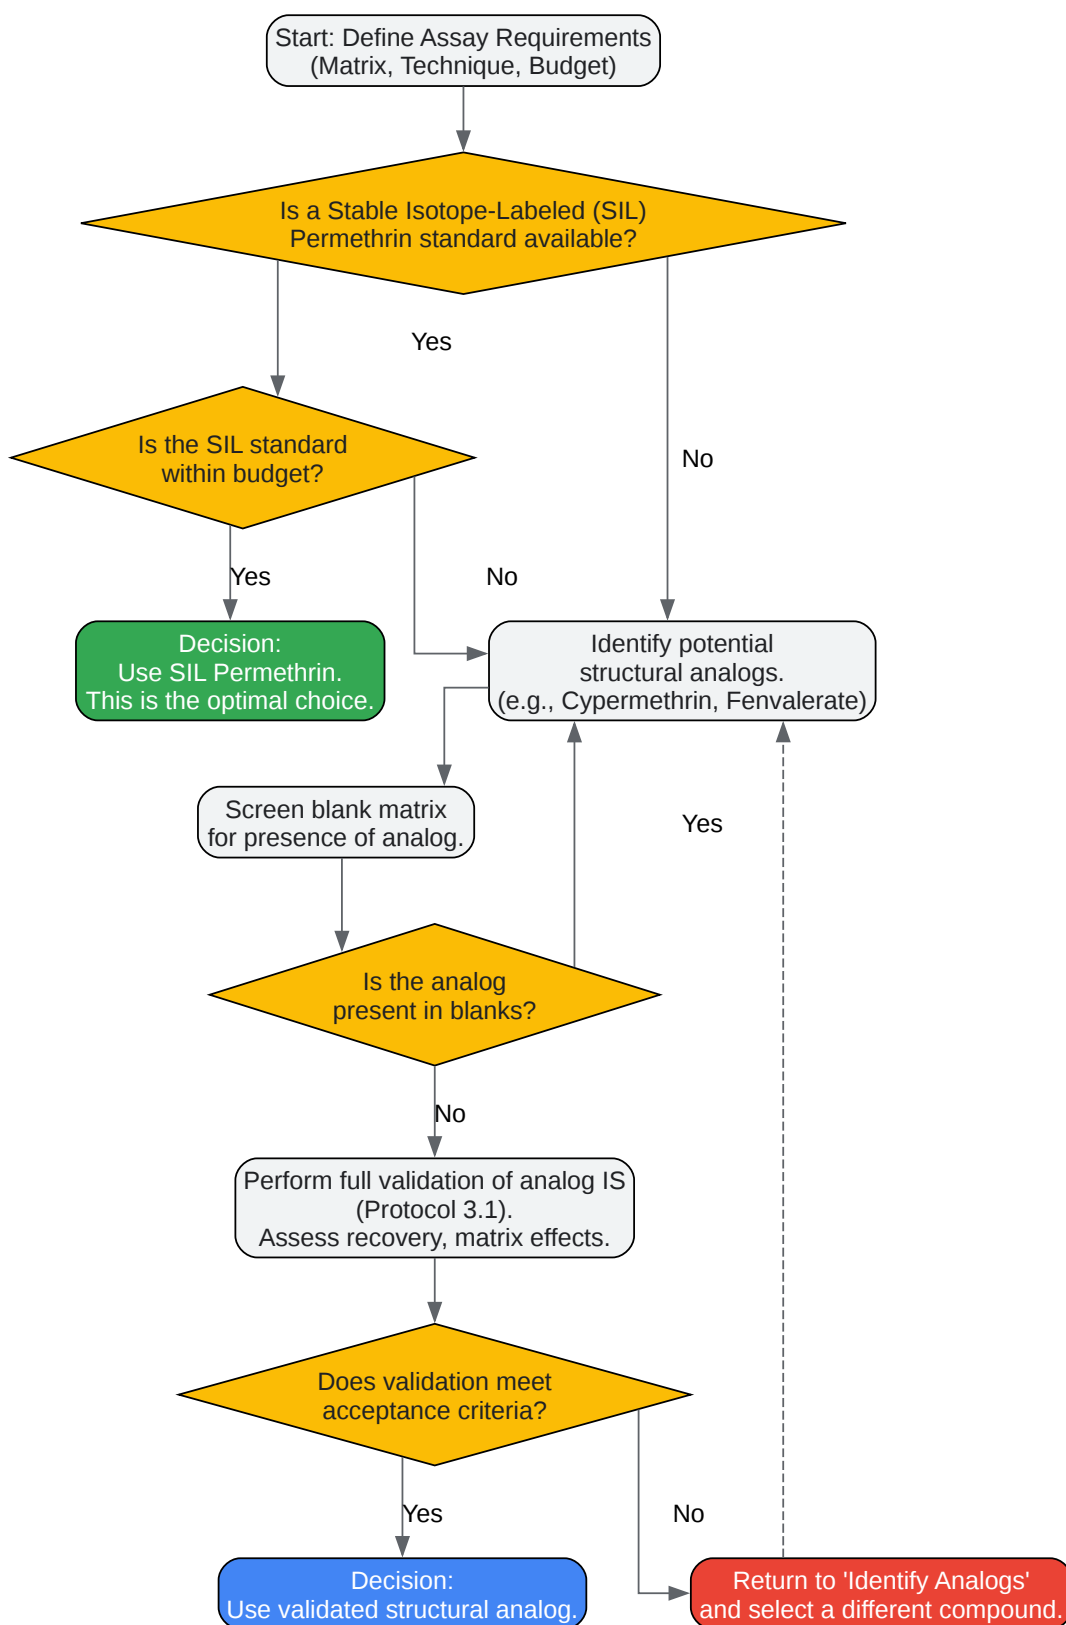 Start: Define Assay Requirements
(Matrix, Technique, Budget)
Is a Stable Isotope-Labeled (SIL)
Permethrin standard available?
Yes
Is the SIL standard
within budget?
No
Yes
No
Decision:
Use SIL Permethrin.
This is the optimal choice.
Identify potential
structural analogs.
(e.g., Cypermethrin, Fenvalerate)
Screen blank matrix
for presence of analog.
Yes
Is the analog
present in blanks?
No
Perform full validation of analog IS
(Protocol 3.1).
Assess recovery, matrix effects.
Does validation meet
acceptance criteria?
Yes
No
Decision:
Use validated structural analog.
Return to 'Identify Analogs'
and select a different compound.